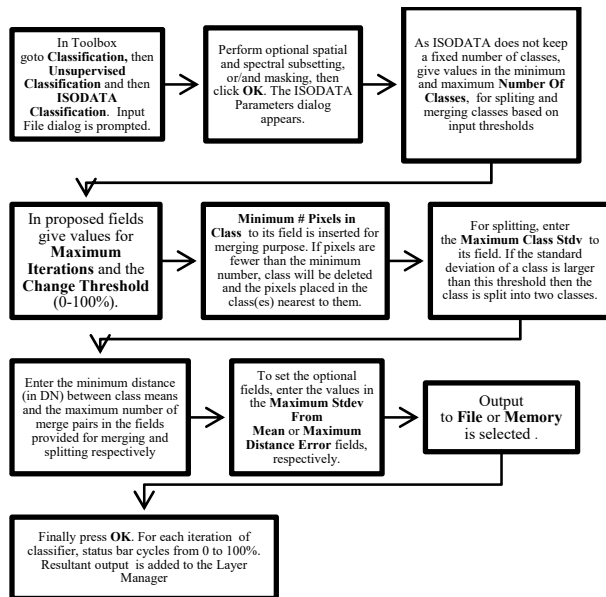 In Toolbox
goto Classification, then
Unsupervised
Classification and then
ISODATA
Classification. Input
File dialog is prompted.
Perform optional spatial
and spectral subsetting,
or/and masking, then
click OK. The ISODATA
Parameters dialog
appears.
As ISODATA does not keep
a fixed number of classes,
give values in the minimum
and maximum Number Of
Classes, for spliting and
merging classes based on
input thresholds
In proposed fields
give values for
Maximum
Iterations and the
Change Threshold
(0-100%).
Minimum # Pixels in
Class to its field is inserted for
merging purpose. If pixels are
fewer than the minimum
number, class will be deleted
and the pixels placed in
the class(es) nearest to them.
For splitting, enter
the Maximum Class Stdv to
its field. If the standard
deviation of a class is larger
than this threshold then the
class is split into two classes.
Enter the minimum distance
(in DN) between class means
and the maximum number of
merge pairs in the fields
provided for merging and
splitting respectively
To set the optional
fields, enter the values in
the Maximum Stdev
From
Mean or Maximum
Distance Error fields,
respectively.
Output
to File or Memory
is selected .
Finally press OK. For each iteration of
classifier, status bar cycles from 0 to 100%.
Resultant output is added to the Layer
Manager